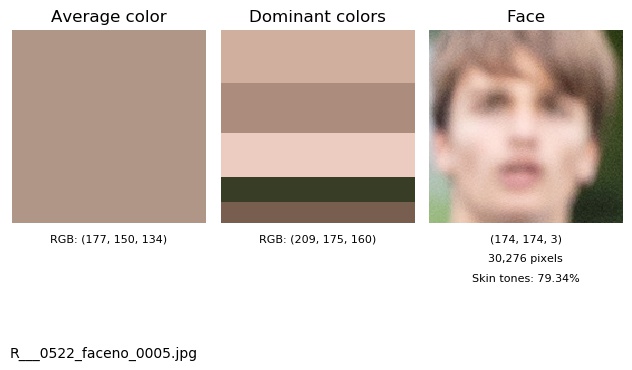 Average color
Dominant colors
Face
RGB: (177, 150, 134)
RGB: (209, 175, 160)
(174, 174, 3)
30,276 pixels
Skin tones: 79.34%
R___0522_faceno_0005.jpg